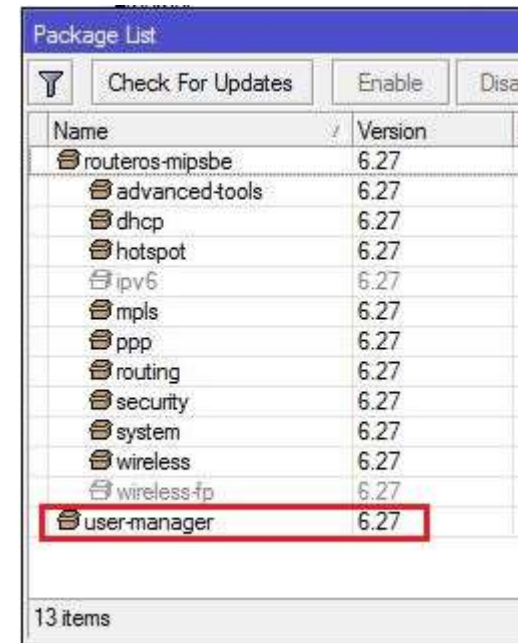 Package List
Check For Updates Enable
Name Version
routeros-mipsbe 6.27
advanced-tools 6.27
dhcp 6.27
hotspot 6.27
ipv6 6.27
mpls 6.27
ppp 6.27
routing 6.27
security 6.27
system 6.27
wireless 6.27
wireless-fp 6.27
user-manager 6.27
13 items